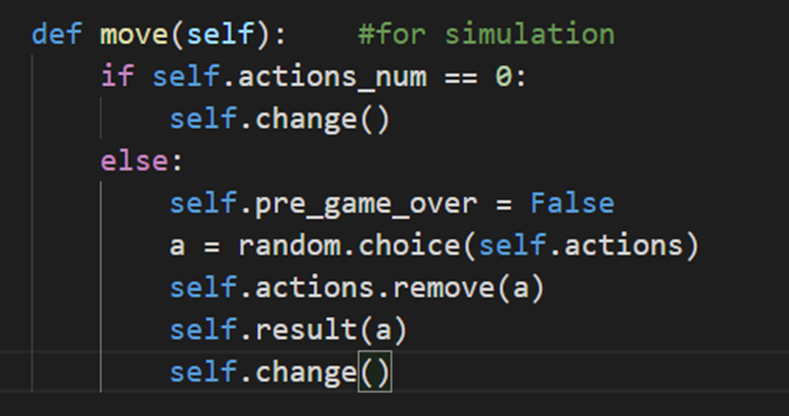 def move(self):    #for simulation
    if self.actions_num == 0:
        self.change()
    else:
        self.pre_game_over = False
        a = random.choice(self.actions)
        self.actions.remove(a)
        self.result(a)
        self.change()